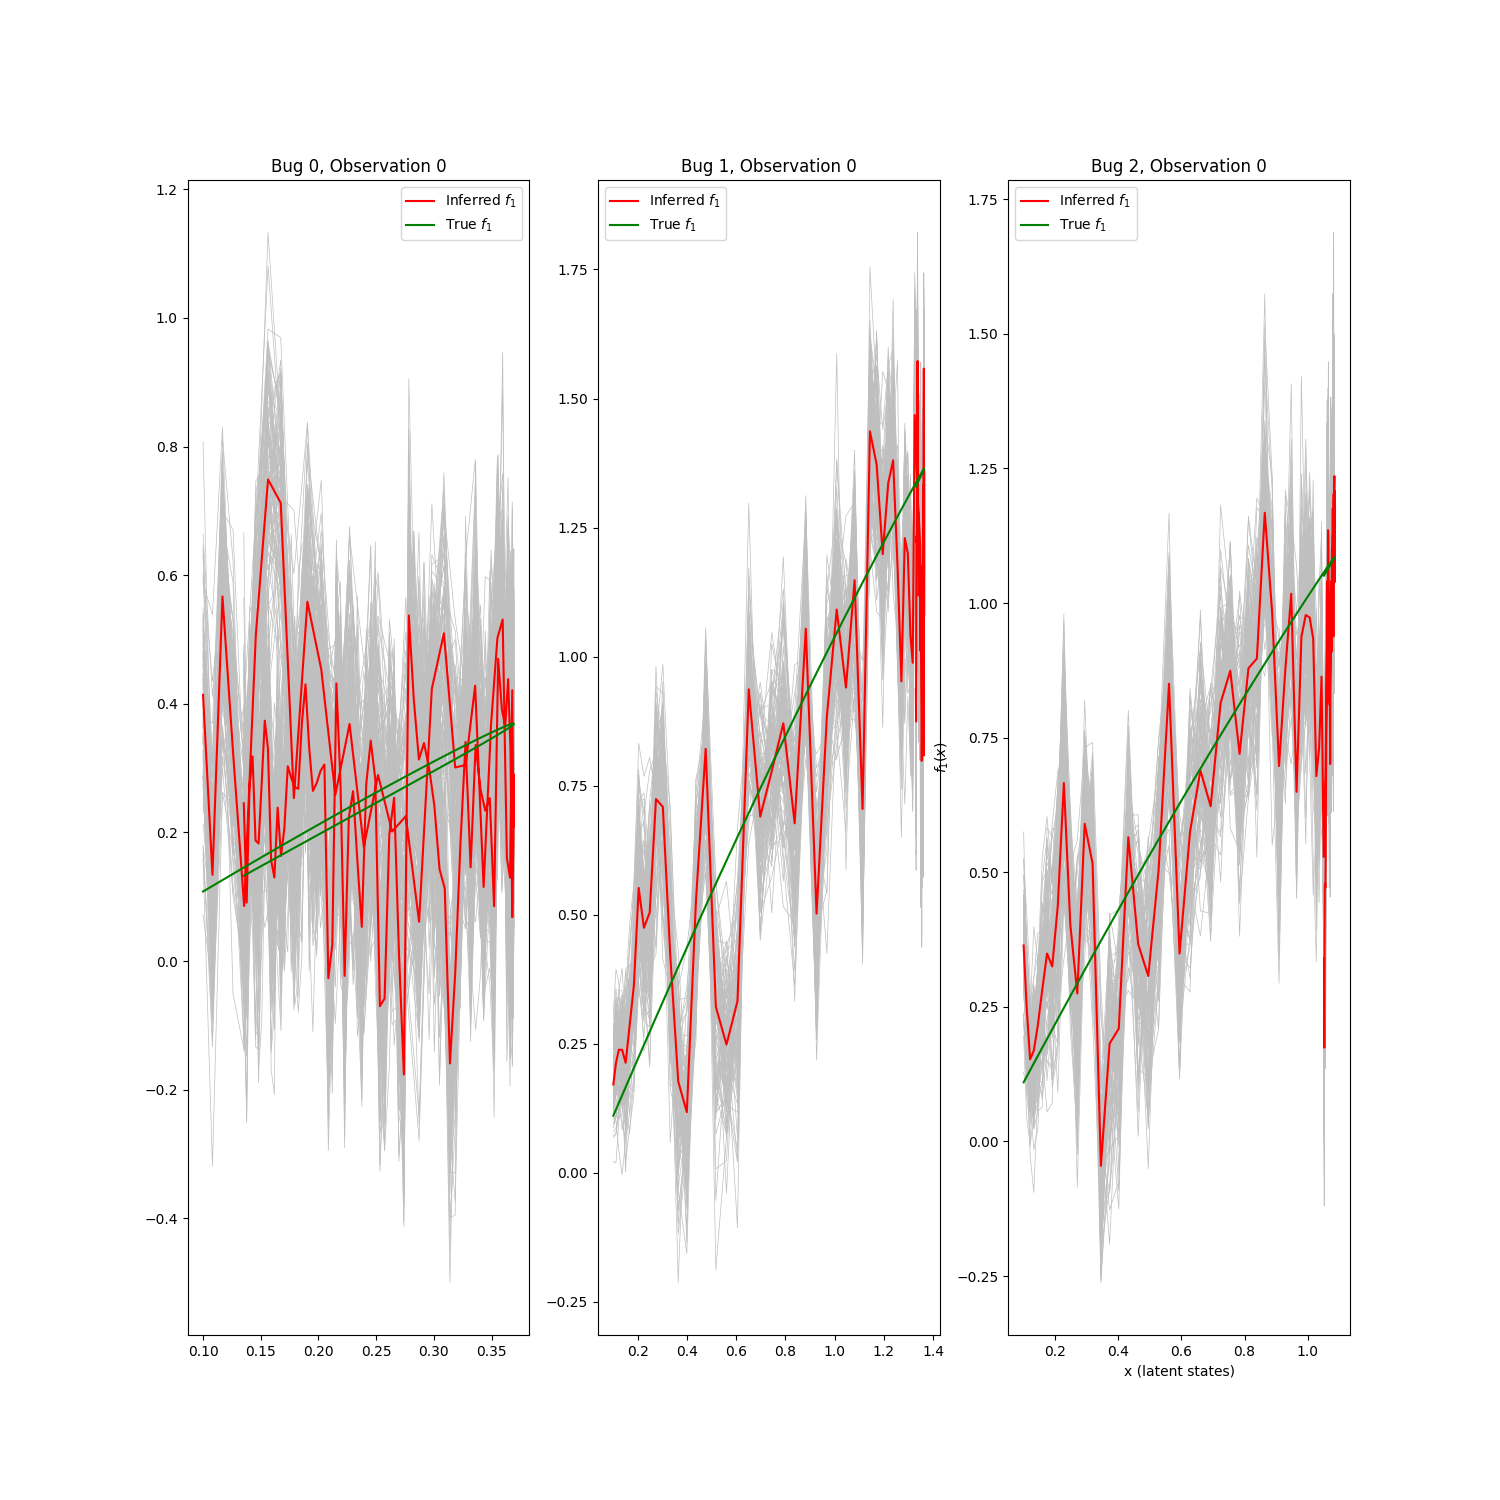 Bug 0, Observation 0
Inferred f₁
True f₁
1.2
1.0
0.8
0.6
0.4
0.2
0.0
−0.2
−0.4
0.10 0.15 0.20 0.25 0.30 0.35
Bug 1, Observation 0
Inferred f₁
True f₁
1.75
1.50
1.25
1.00
0.75
0.50
0.25
0.00
−0.25
0.2 0.4 0.6 0.8 1.0 1.2 1.4
Bug 2, Observation 0
Inferred f₁
True f₁
f₁(x)
1.75
1.50
1.25
1.00
0.75
0.50
0.25
0.00
−0.25
0.2 0.4 0.6 0.8 1.0
x (latent states)